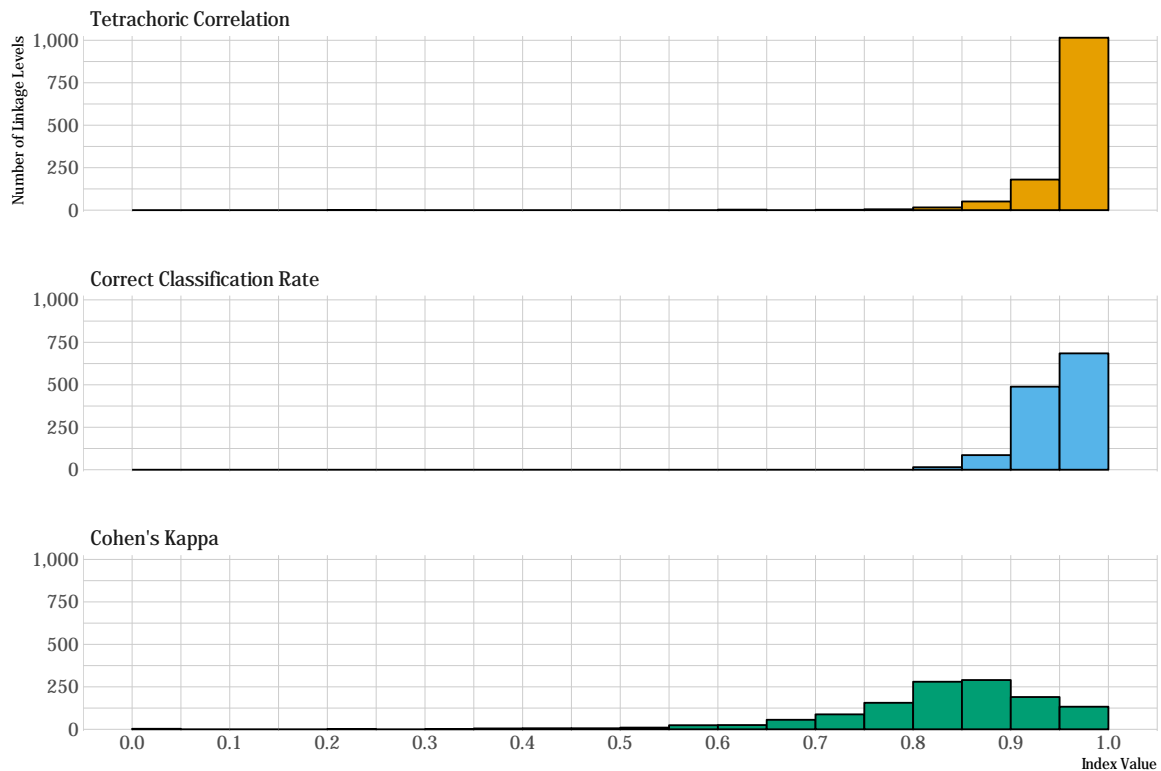 Tetrachoric Correlation
Number of Linkage Levels
1,000
750
500
250
0
Correct Classification Rate
1,000
750
500
250
0
Cohen's Kappa
1,000
750
500
250
0
0.0 0.1 0.2 0.3 0.4 0.5 0.6 0.7 0.8 0.9 1.0
Index Value